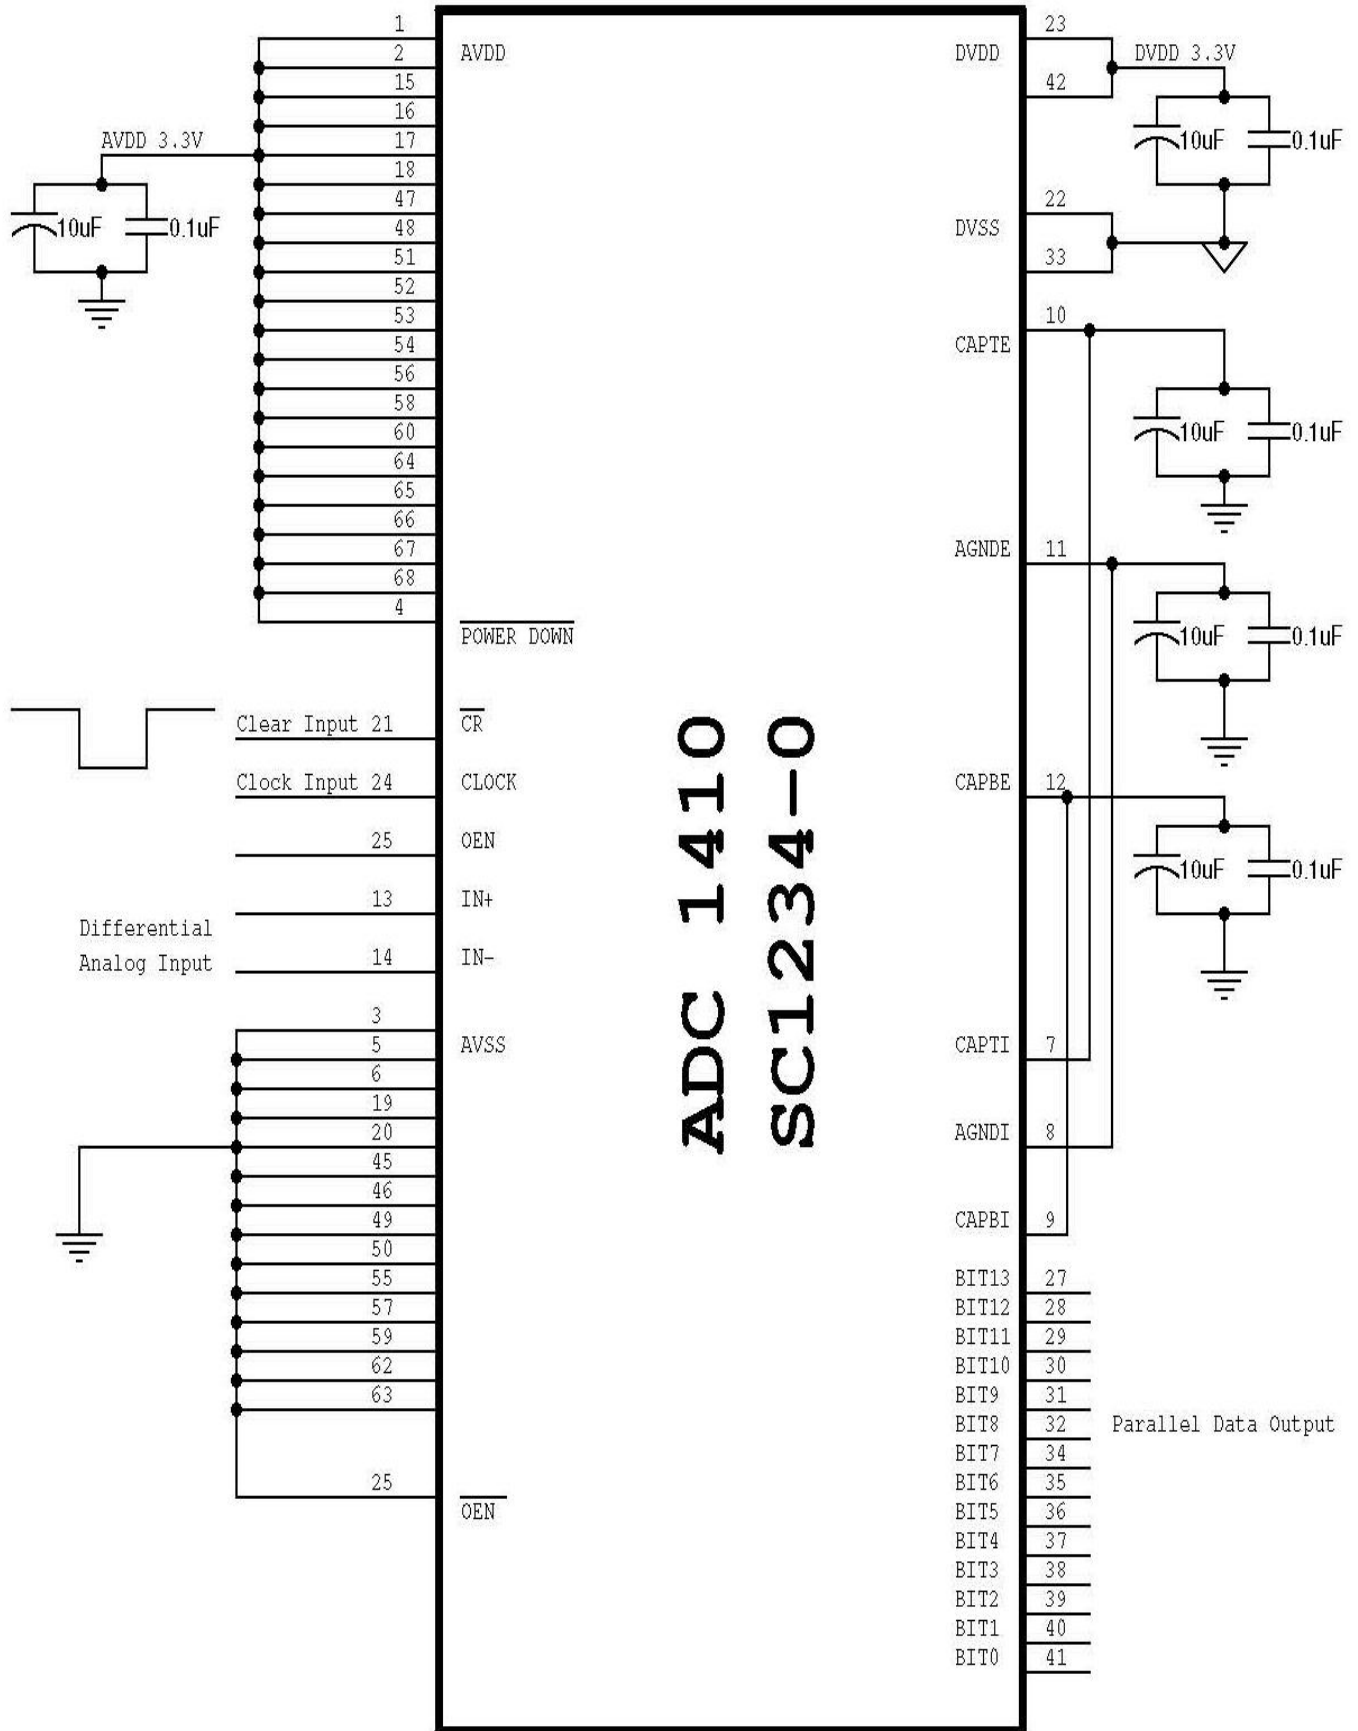 1
2 AVDD
15
16
AVDD 3.3V 17
18
47
10uF 0.1uF 48
51
52
53
54
56
58
60
64
65
66
67
68
4
POWER DOWN
Clear Input 21 CR
Clock Input 24 CLOCK
25 OEN
13 IN+
Differential
Analog Input 14 IN-
3
5 AVSS
6
19
20
45
46
49
50
55
57
59
62
63
25
OEN
ADC 1410
SC1234-0
23
DVDD DVDD 3.3V
42
10uF 0.1uF
22
DVSS
33
10
CAPTE
10uF 0.1uF
AGNDE 11
10uF 0.1uF
CAPBE 12
10uF 0.1uF
CAPTI 7
AGNDI 8
CAPBI 9
BIT13 27
BIT12 28
BIT11 29
BIT10 30
BIT9 31
BIT8 32 Parallel Data Output
BIT7 34
BIT6 35
BIT5 36
BIT4 37
BIT3 38
BIT2 39
BIT1 40
BIT0 41